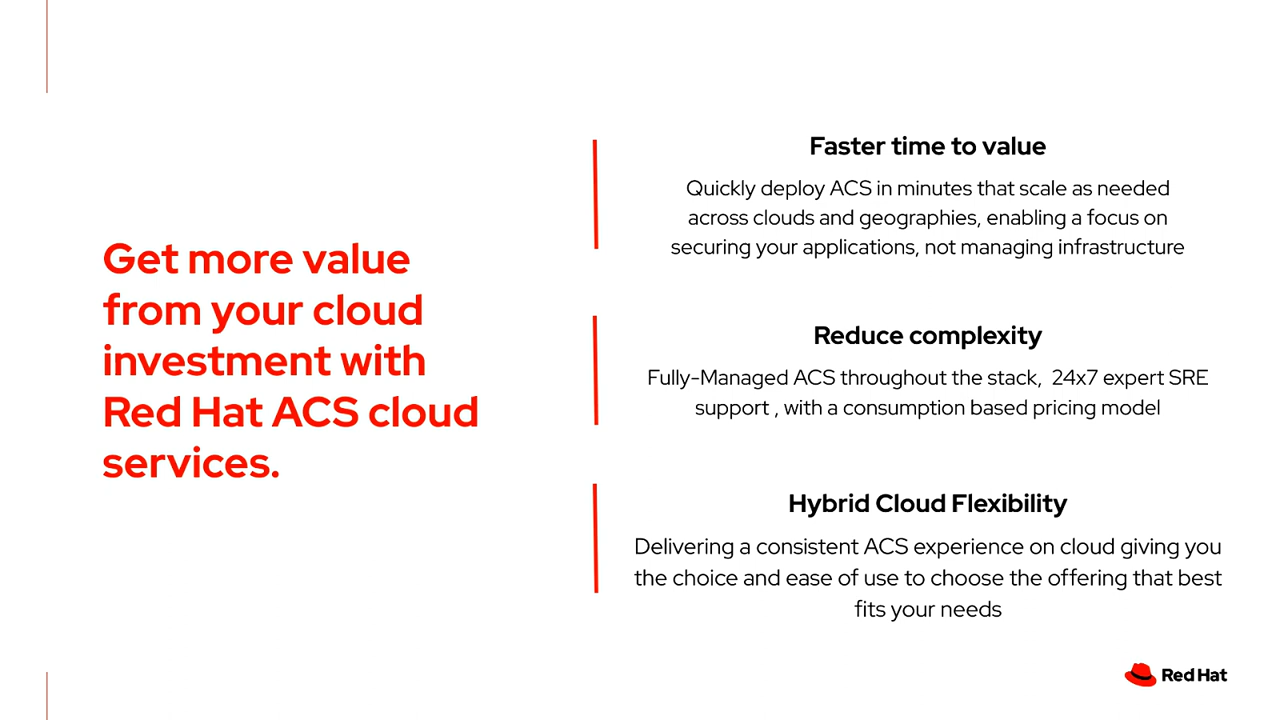 Get more value
from your cloud
investment with
Red Hat ACS cloud
services.
Faster time to value
Quickly deploy ACS in minutes that scale as needed
across clouds and geographies, enabling a focus on
securing your applications, not managing infrastructure
Reduce complexity
Fully-Managed ACS throughout the stack,  24x7 expert SRE
support , with a consumption based pricing model
Hybrid Cloud Flexibility
Delivering a consistent ACS experience on cloud giving you
the choice and ease of use to choose the offering that best
fits your needs
Red Hat